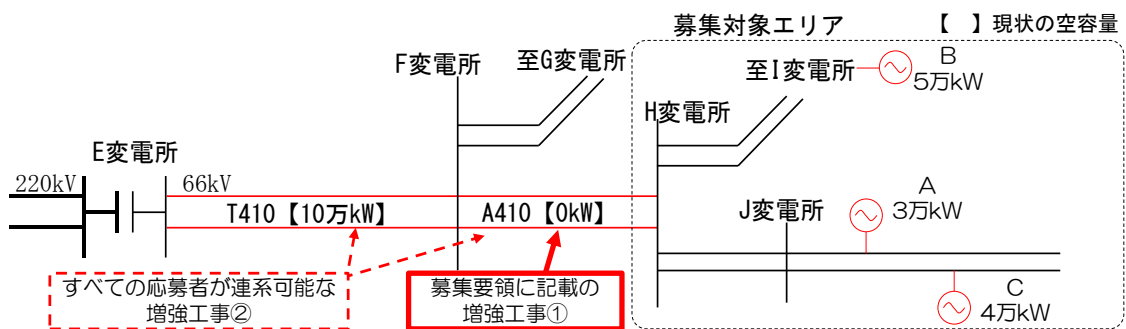 募集対象エリア
【 】現状の空容量
F変電所
至G変電所
至I変電所
B
5万kW
H変電所
E変電所
220kV
66kV
T410【10万kW】
A410【0kW】
J変電所
A
3万kW
すべての応募者が連系可能な
増強工事②
募集要領に記載の
増強工事①
C
4万kW